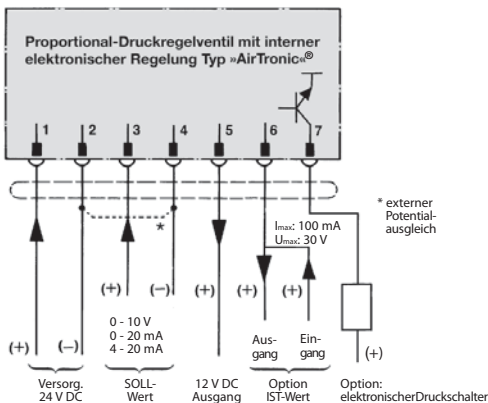 Proportional-Druckregelventil mit interner
elektronischer Regelung Typ »AirTronic«®
1 2 3 4 5 6 7
* externer
Potential-
ausgleich
*
Imax: 100 mA
Umax: 30 V
(+) (−) (+) (+) (+)
0 - 10 V
0 - 20 mA
4 - 20 mA
Aus-
gang
Ein-
gang
(+) (−) (+)
Versorg.
24 V DC
SOLL-
Wert
12 V DC
Ausgang
Option
IST-Wert
Option:
elektronischerDruckschalter